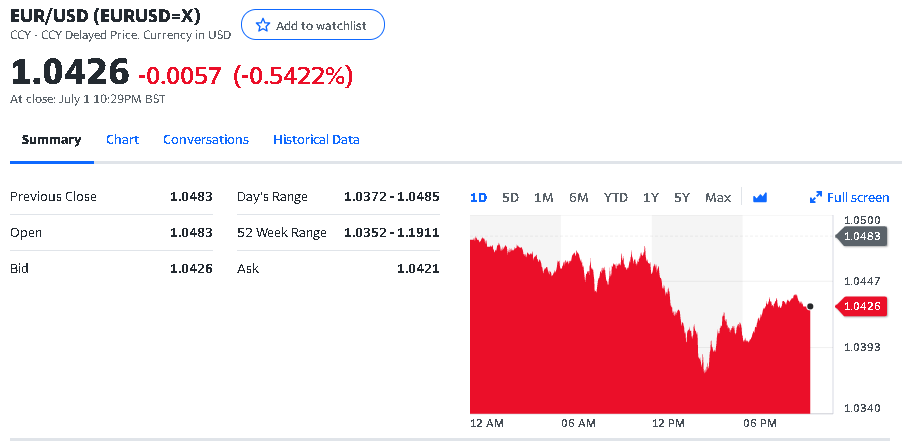 EUR/USD (EURUSD=X)
Add to watchlist
CCY - CCY Delayed Price. Currency in USD
1.0426 -0.0057 (-0.5422%)
At close: July 1 10:29PM BST
Summary Chart Conversations Historical Data
Previous Close 1.0483
Open 1.0483
Bid 1.0426
Day's Range 1.0372 - 1.0485
52 Week Range 1.0352 - 1.1911
Ask 1.0421
1D 5D 1M 6M YTD 1Y 5Y Max Full screen
1.0500
1.0483
1.0447
1.0426
1.0393
1.0340
12 AM 06 AM 12 PM 06 PM